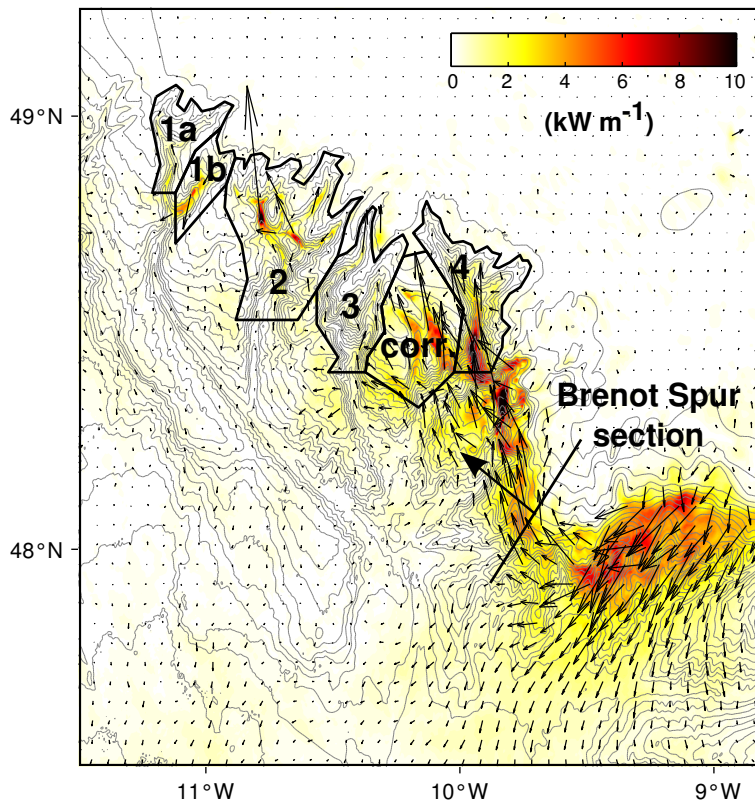 0 2 4 6 8 10
(kW m⁻¹)
49°N
1a
1b
2
3
4
corr.
Brenot Spur
section
48°N
11°W 10°W 9°W